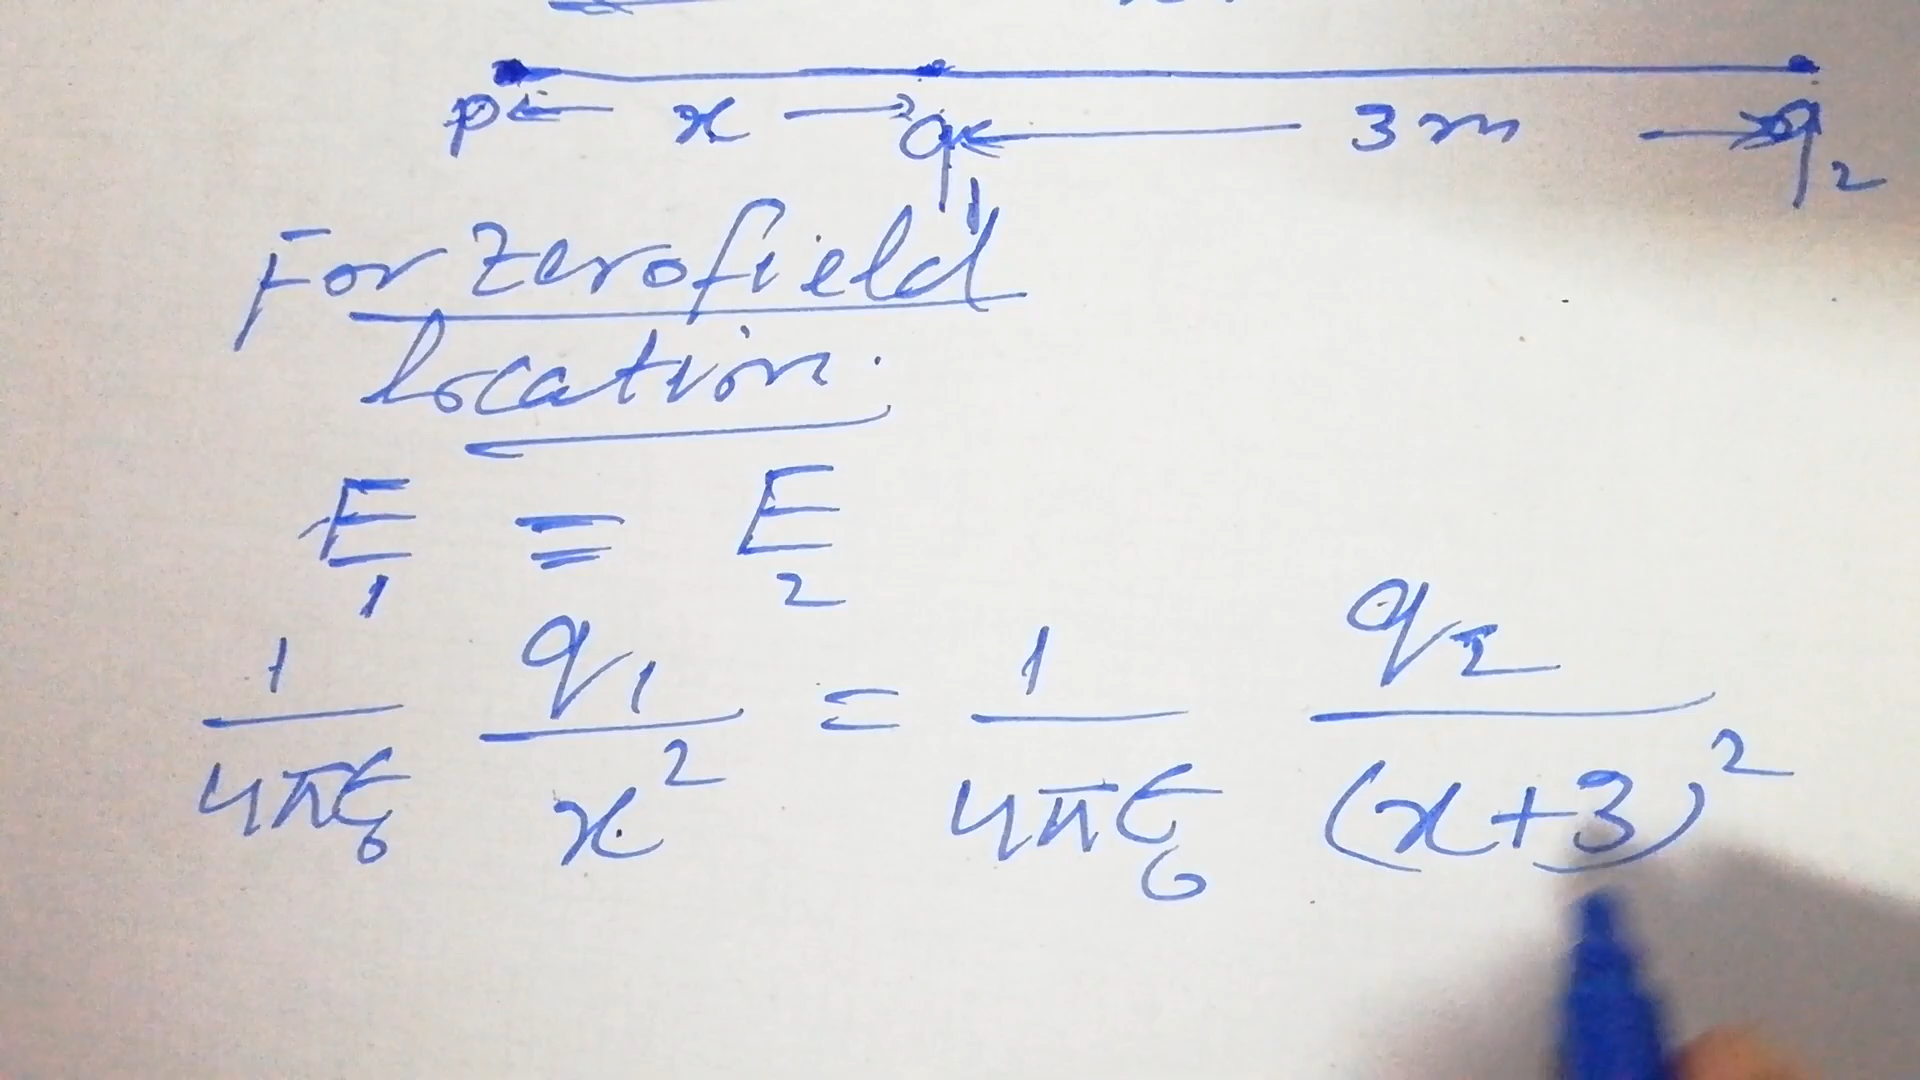 p ← x → q1 ← 3m → q2
For zero field
location.
E1 = E2
1/4πε0 q1/x² = 1/4πε0 q2/(x+3)²